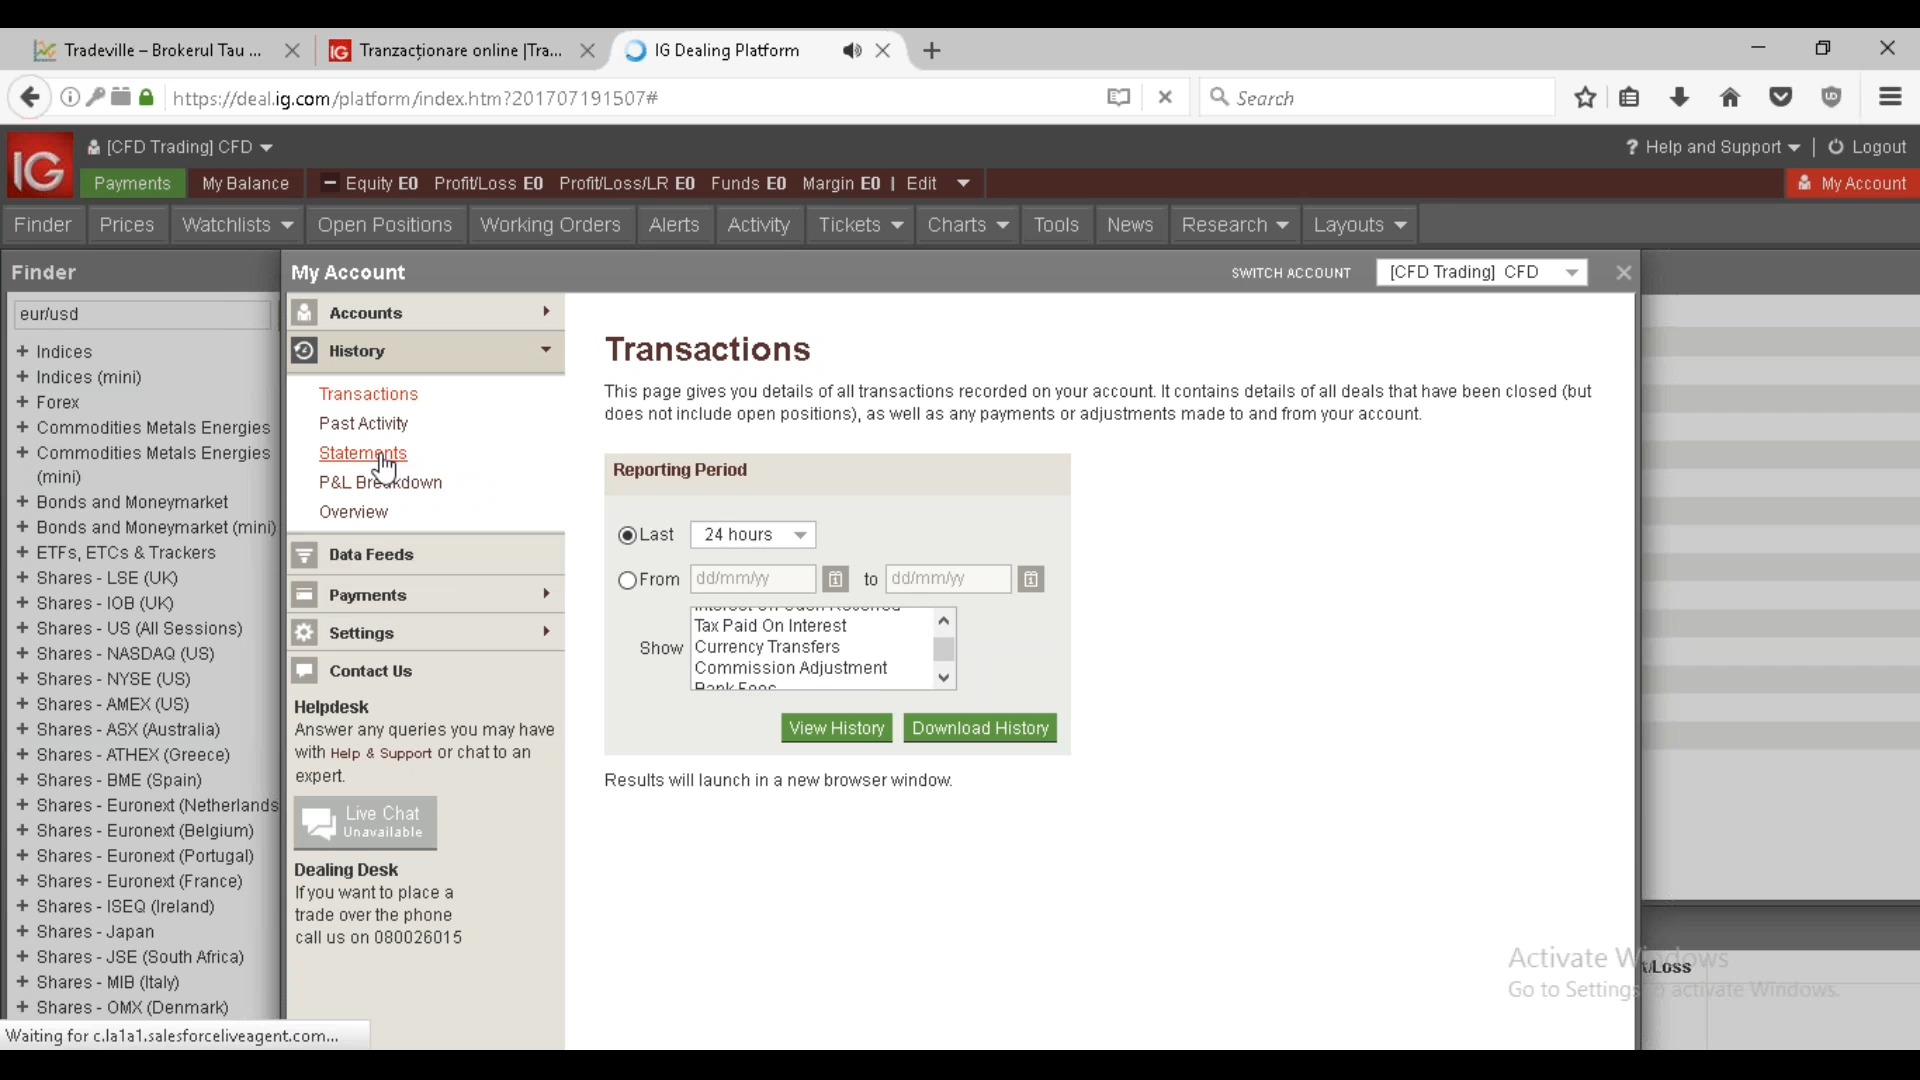 Tradeville – Brokerul Tau ...
Tranzacționare online |Tra...
IG Dealing Platform
https://deal.ig.com/platform/index.htm?201707191507#
Search
IG
[CFD Trading] CFD
? Help and Support
Logout
Payments
My Balance
Equity E0 Profit/Loss E0 Profit/Loss/LR E0 Funds E0 Margin E0 | Edit
My Account
Finder
Prices
Watchlists
Open Positions
Working Orders
Alerts
Activity
Tickets
Charts
Tools
News
Research
Layouts
Finder
eur/usd
+ Indices
+ Indices (mini)
+ Forex
+ Commodities Metals Energies
+ Commodities Metals Energies
(mini)
+ Bonds and Moneymarket
+ Bonds and Moneymarket (mini)
+ ETFs, ETCs & Trackers
+ Shares - LSE (UK)
+ Shares - IOB (UK)
+ Shares - US (All Sessions)
+ Shares - NASDAQ (US)
+ Shares - NYSE (US)
+ Shares - AMEX (US)
+ Shares - ASX (Australia)
+ Shares - ATHEX (Greece)
+ Shares - BME (Spain)
+ Shares - Euronext (Netherlands
+ Shares - Euronext (Belgium)
+ Shares - Euronext (Portugal)
+ Shares - Euronext (France)
+ Shares - ISEQ (Ireland)
+ Shares - Japan
+ Shares - JSE (South Africa)
+ Shares - MIB (Italy)
+ Shares - OMX (Denmark)
Waiting for c.la1a1.salesforceliveagent.com...
My Account
SWITCH ACCOUNT
[CFD Trading] CFD
Accounts
History
Transactions
Past Activity
Statements
P&L Breakdown
Overview
Data Feeds
Payments
Settings
Contact Us
Helpdesk
Answer any queries you may have
with Help & Support or chat to an
expert.
Live Chat
Unavailable
Dealing Desk
If you want to place a
trade over the phone
call us on 080026015
Transactions
This page gives you details of all transactions recorded on your account. It contains details of all deals that have been closed (but
does not include open positions), as well as any payments or adjustments made to and from your account.
Reporting Period
Last 24 hours
From dd/mm/yy to dd/mm/yy
Tax Paid On Interest
Show
Currency Transfers
Commission Adjustment
Bank Fees
View History
Download History
Results will launch in a new browser window.
/Loss
Activate Windows
Go to Settings to activate Windows.